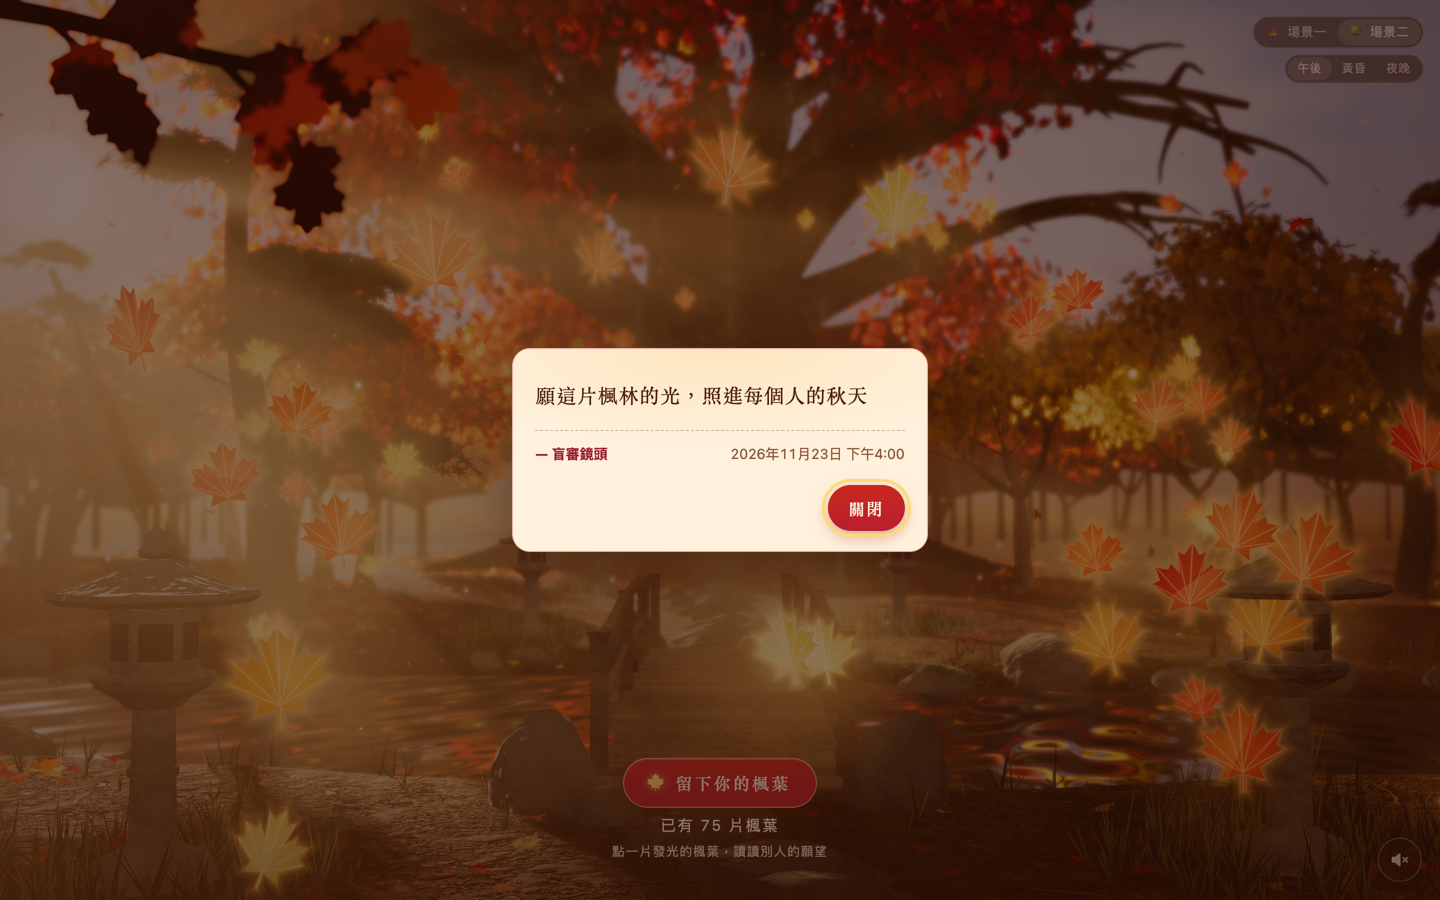 場景一 場景二
午後 黃昏 夜晚
願這片楓林的光，照進每個人的秋天
— 盲審鏡頭 2026年11月23日 下午4:00
關閉
留下你的楓葉
已有 75 片楓葉
點一片發光的楓葉，讀讀別人的願望